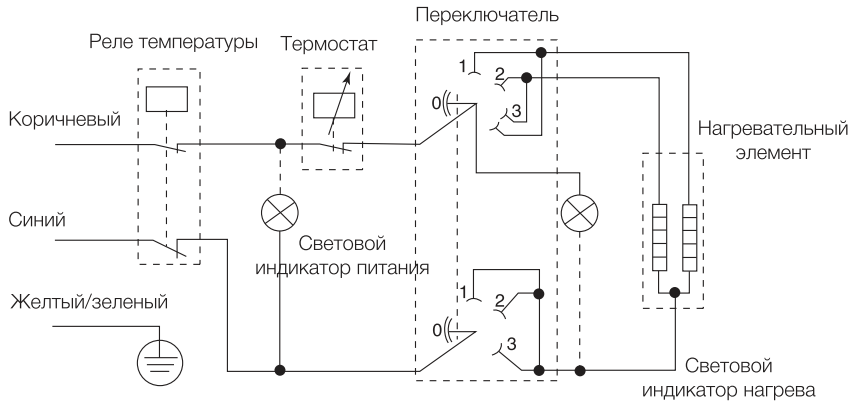 Переключатель
Реле температуры
Термостат
1
2
0
3
Коричневый
Нагревательный
элемент
Синий
Световой
индикатор питания
1
2
Желтый/зеленый
0
3
Световой
индикатор нагрева